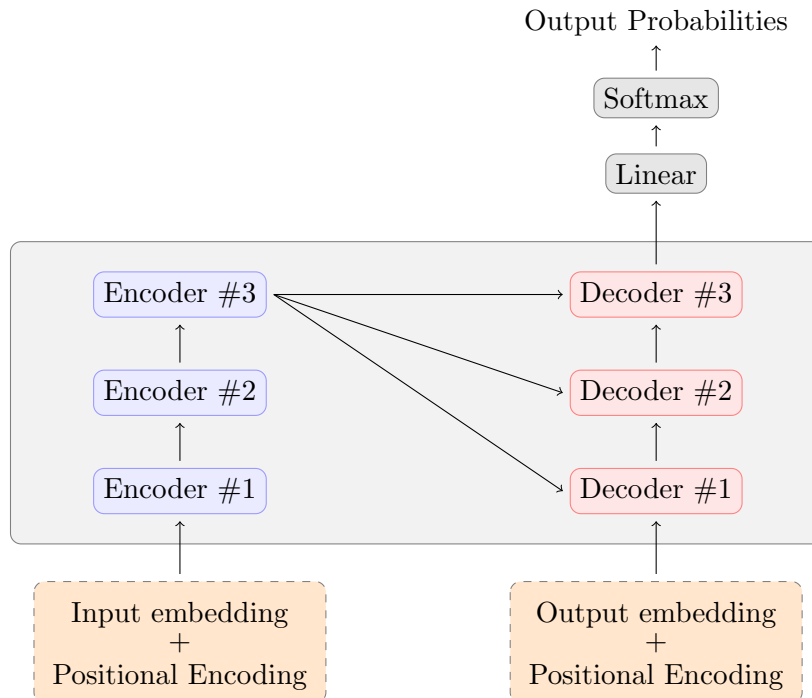 Output Probabilities
Softmax
Linear
Encoder #3
Decoder #3
Encoder #2
Decoder #2
Encoder #1
Decoder #1
Input embedding
+
Positional Encoding
Output embedding
+
Positional Encoding